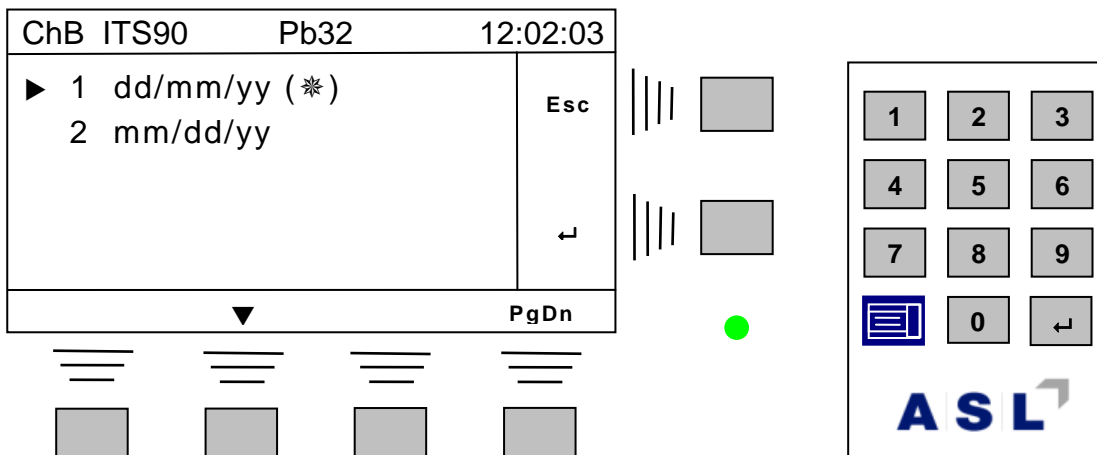 ChB ITS90 Pb32 12:02:03
▶ 1 dd/mm/yy (✵)
2 mm/dd/yy
Esc
↵
▼ PgDn
1 2 3
4 5 6
7 8 9
0 ↵
ASL